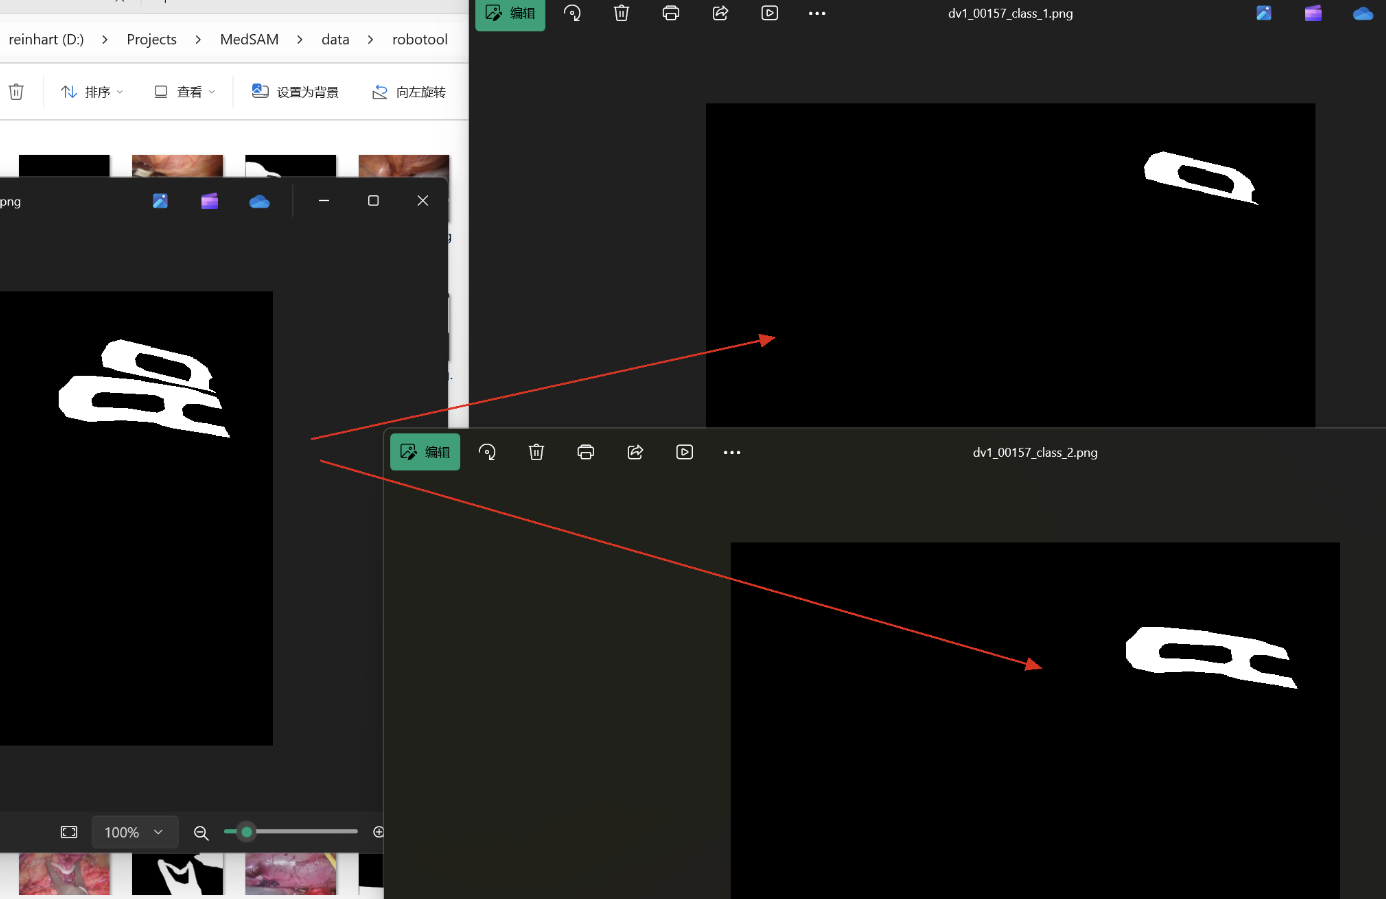 编辑
dv1_00157_class_1.png
reinhart (D:) > Projects > MedSAM > data > robotool
排序
查看
设置为背景
向左旋转
png
编辑
dv1_00157_class_2.png
100%